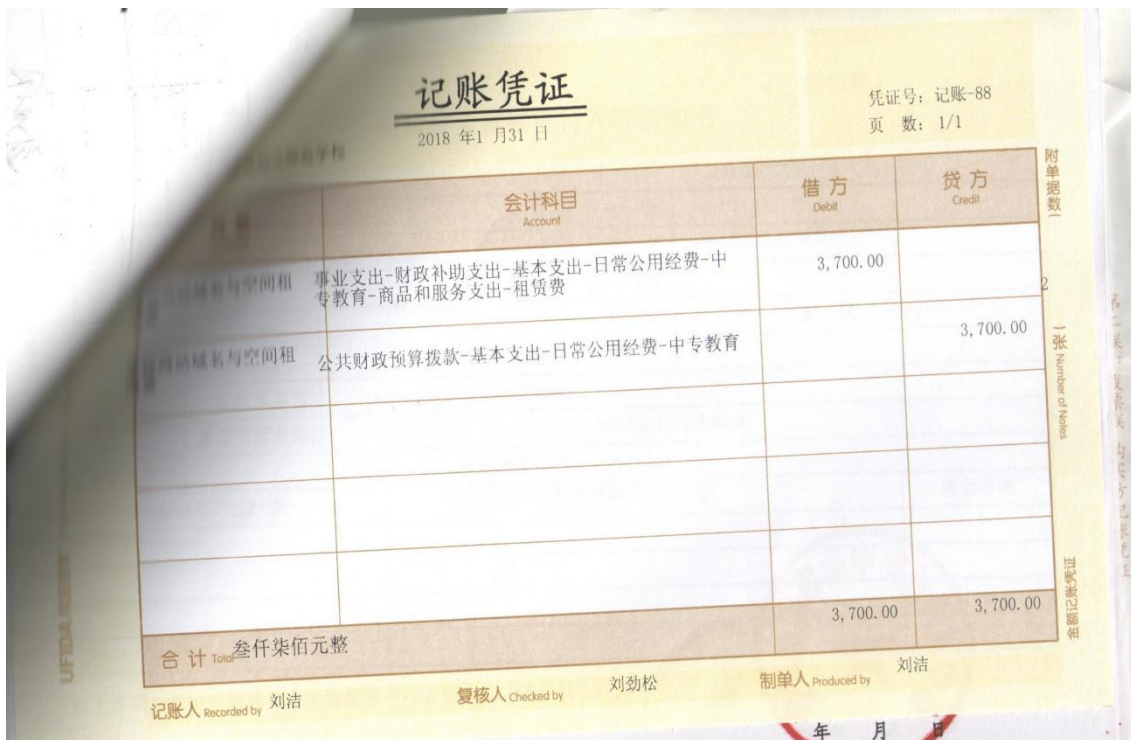 记账凭证
凭证号：记账-88
2018 年1 月31 日
页 数：1/1
学校
会计科目
Account
借方
Debit
贷方
Credit
附单据数(
域名与空间租
事业支出-财政补助支出-基本支出-日常公用经费-中
专教育-商品和服务支出-租赁费
3,700.00
2
网站域名与空间租
公共财政预算拨款-基本支出-日常公用经费-中专教育
3,700.00
)张 Number of Notes
合 计 Total 叁仟柒佰元整
3,700.00
3,700.00
金额记账凭证
UFIDA
记账人 Recorded by 刘洁
复核人 Checked by 刘劲松
制单人 Produced by 刘洁
年 月 日